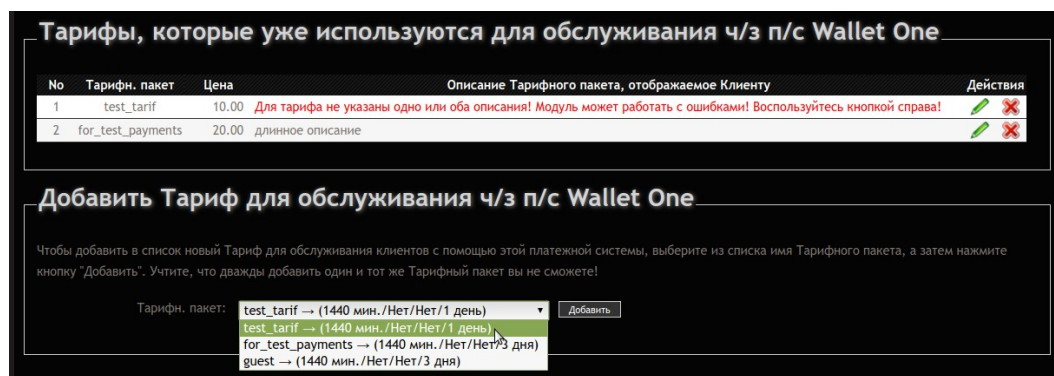 Тарифы, которые уже используются для обслуживания ч/з п/с Wallet One
No Тарифн. пакет Цена Описание Тарифного пакета, отображаемое Клиенту Действия
1 test_tarif 10.00 Для тарифа не указаны одно или оба описания! Модуль может работать с ошибками! Воспользуйтесь кнопкой справа!
2 for_test_payments 20.00 длинное описание
Добавить Тариф для обслуживания ч/з п/с Wallet One
Чтобы добавить в список новый Тариф для обслуживания клиентов с помощью этой платежной системы, выберите из списка имя Тарифного пакета, а затем нажмите
кнопку "Добавить". Учтите, что дважды добавить один и тот же Тарифный пакет вы не сможете!
Тарифн. пакет: test_tarif → (1440 мин./Нет/Нет/1 день) Добавить
test_tarif → (1440 мин./Нет/Нет/1 день)
for_test_payments → (1440 мин./Нет/Нет/3 дня)
guest → (1440 мин./Нет/Нет/3 дня)